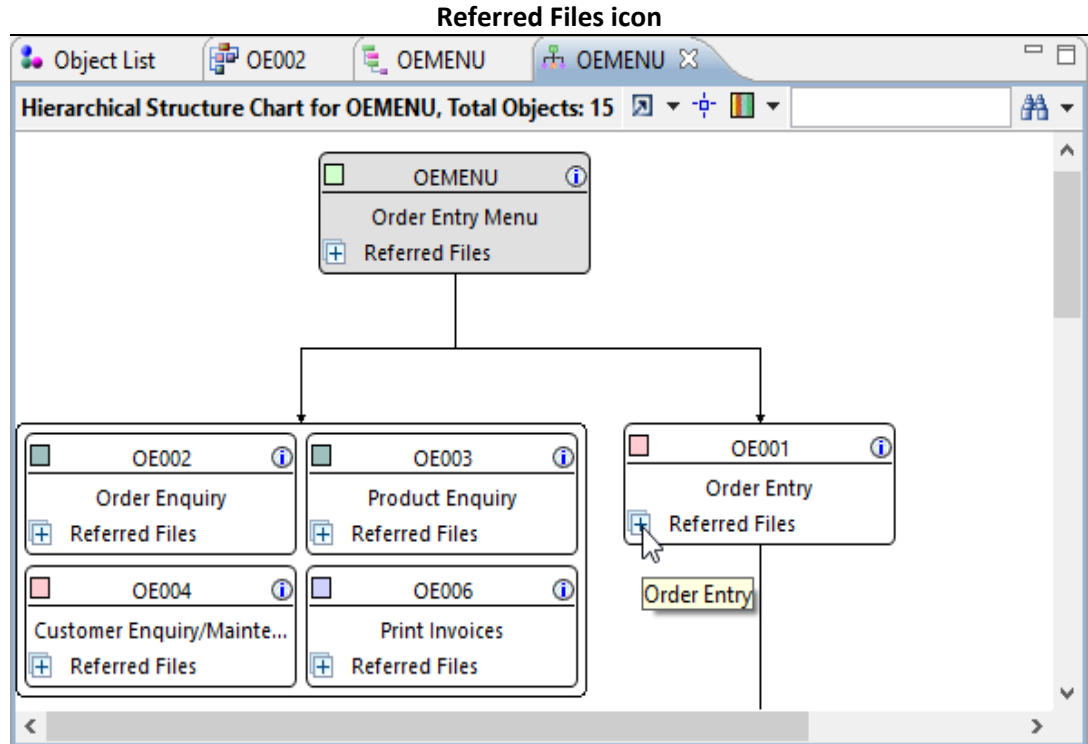 Referred Files icon
Object List OE002 OEMENU OEMENU
Hierarchical Structure Chart for OEMENU, Total Objects: 15
OEMENU
Order Entry Menu
Referred Files
OE002
Order Enquiry
Referred Files
OE003
Product Enquiry
Referred Files
OE001
Order Entry
Referred Files
Order Entry
OE004
Customer Enquiry/Mainte...
Referred Files
OE006
Print Invoices
Referred Files